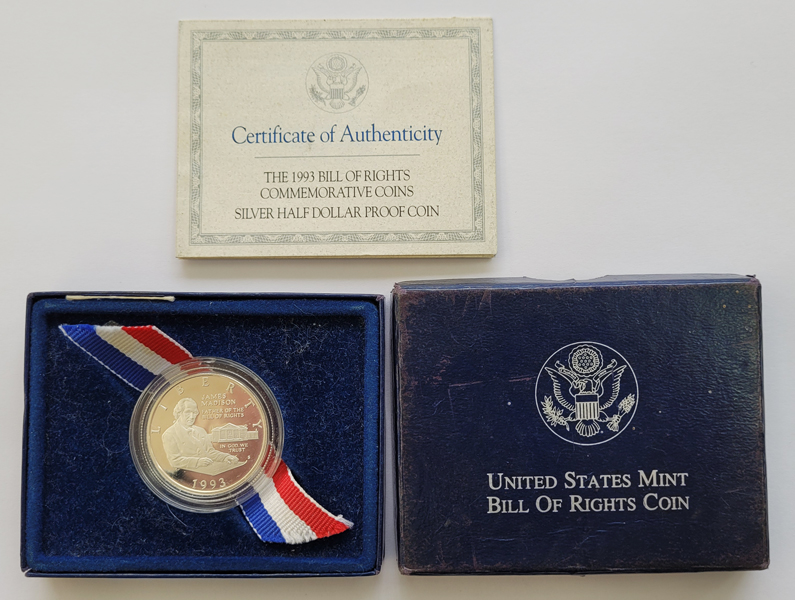 Certificate of Authenticity
THE 1993 BILL OF RIGHTS
COMMEMORATIVE COINS
SILVER HALF DOLLAR PROOF COIN
LIBERTY
JAMES
MADISON
FATHER OF THE
BILL OF RIGHTS
IN GOD WE
TRUST
1993
UNITED STATES MINT
BILL OF RIGHTS COIN